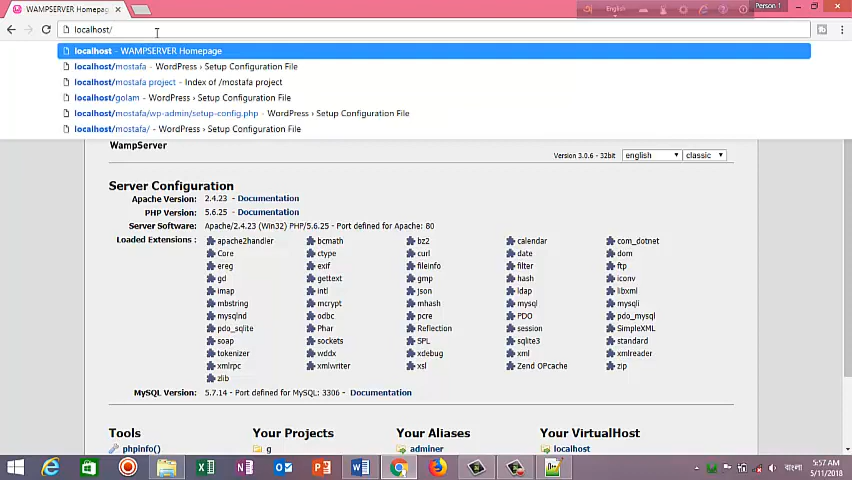 WAMPSERVER Homepag
English
Person 1
localhost/
localhost - WAMPSERVER Homepage
localhost/mostafa - WordPress › Setup Configuration File
localhost/mostafa project - Index of /mostafa project
localhost/golam - WordPress › Setup Configuration File
localhost/mostafa/wp-admin/setup-config.php - WordPress › Setup Configuration File
localhost/mostafa/ - WordPress › Setup Configuration File
WampServer
Version 3.0.6 - 32bit english classic
Server Configuration
Apache Version: 2.4.23 - Documentation
PHP Version: 5.6.25 - Documentation
Server Software: Apache/2.4.23 (Win32) PHP/5.6.25 - Port defined for Apache: 80
Loaded Extensions : apache2handler bcmath bz2 calendar com_dotnet
Core ctype curl date dom
ereg exif fileinfo filter ftp
gd gettext gmp hash iconv
imap intl json ldap libxml
mbstring mcrypt mhash mysql mysqli
mysqlnd odbc pcre PDO pdo_mysql
pdo_sqlite Phar Reflection session SimpleXML
soap sockets SPL sqlite3 standard
tokenizer wddx xdebug xml xmlreader
xmlrpc xmlwriter xsl Zend OPcache zip
zlib
MySQL Version: 5.7.14 - Port defined for MySQL: 3306 - Documentation
Tools Your Projects Your Aliases Your VirtualHost
phpinfo() g adminer localhost
বাংলা
5:57 AM
5/11/2018